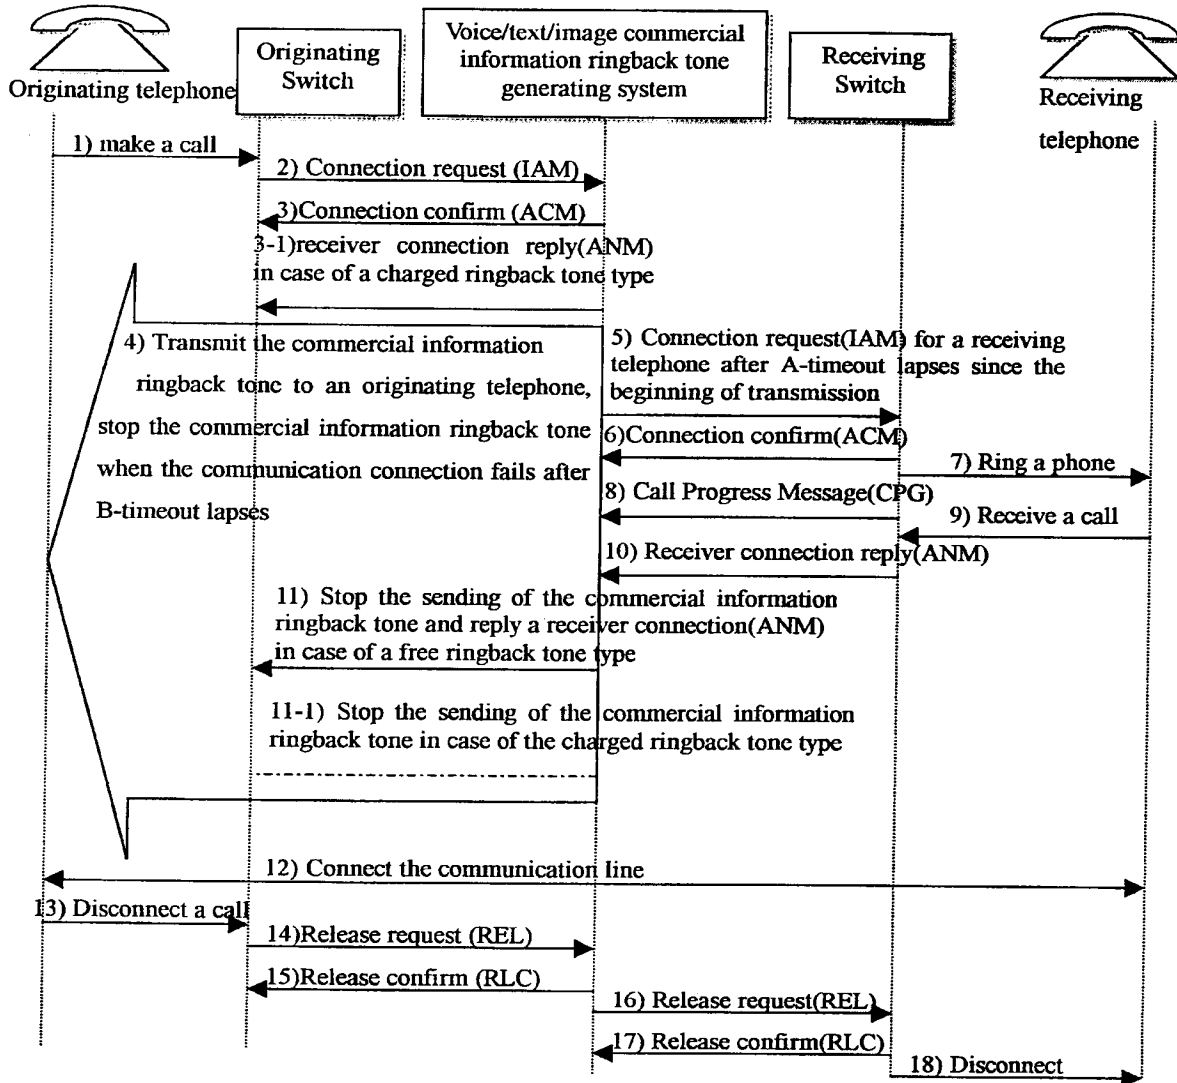 Originating telephone
Originating
Switch
Voice/text/image commercial
information ringback tone
generating system
Receiving
Switch
Receiving
telephone
1) make a call
2) Connection request (IAM)
3)Connection confirm (ACM)
3-1)receiver connection reply(ANM)
in case of a charged ringback tone type
4) Transmit the commercial information
ringback tone to an originating telephone,
stop the commercial information ringback tone
when the communication connection fails after
B-timeout lapses
5) Connection request(IAM) for a receiving
telephone after A-timeout lapses since the
beginning of transmission
6)Connection confirm(ACM)
7) Ring a phone
8) Call Progress Message(CPG)
9) Receive a call
10) Receiver connection reply(ANM)
11) Stop the sending of the commercial information
ringback tone and reply a receiver connection(ANM)
in case of a free ringback tone type
11-1) Stop the sending of the commercial information
ringback tone in case of the charged ringback tone type
12) Connect the communication line
13) Disconnect a call
14)Release request (REL)
15)Release confirm (RLC)
16) Release request(REL)
17) Release confirm(RLC)
18) Disconnect